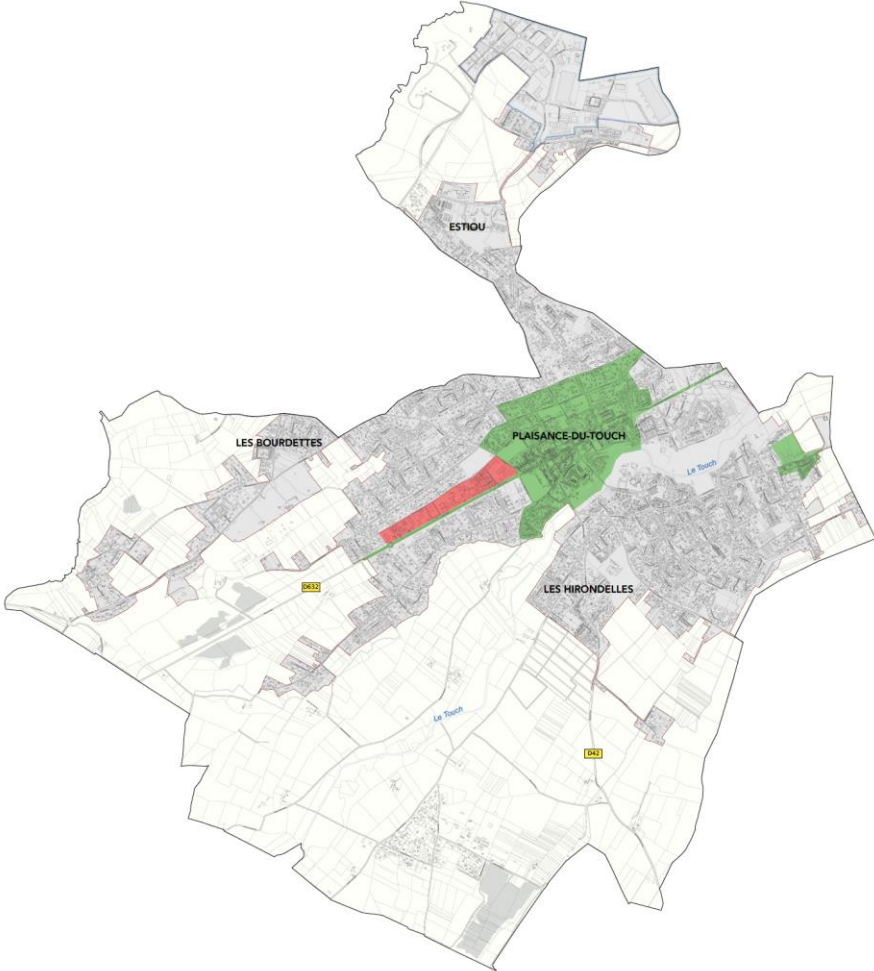 ESTIOU
PLAISANCE-DU-TOUCH
LES BOURDETTES
Le Touch
D632
LES HIRONDELLES
Le Touch
D42